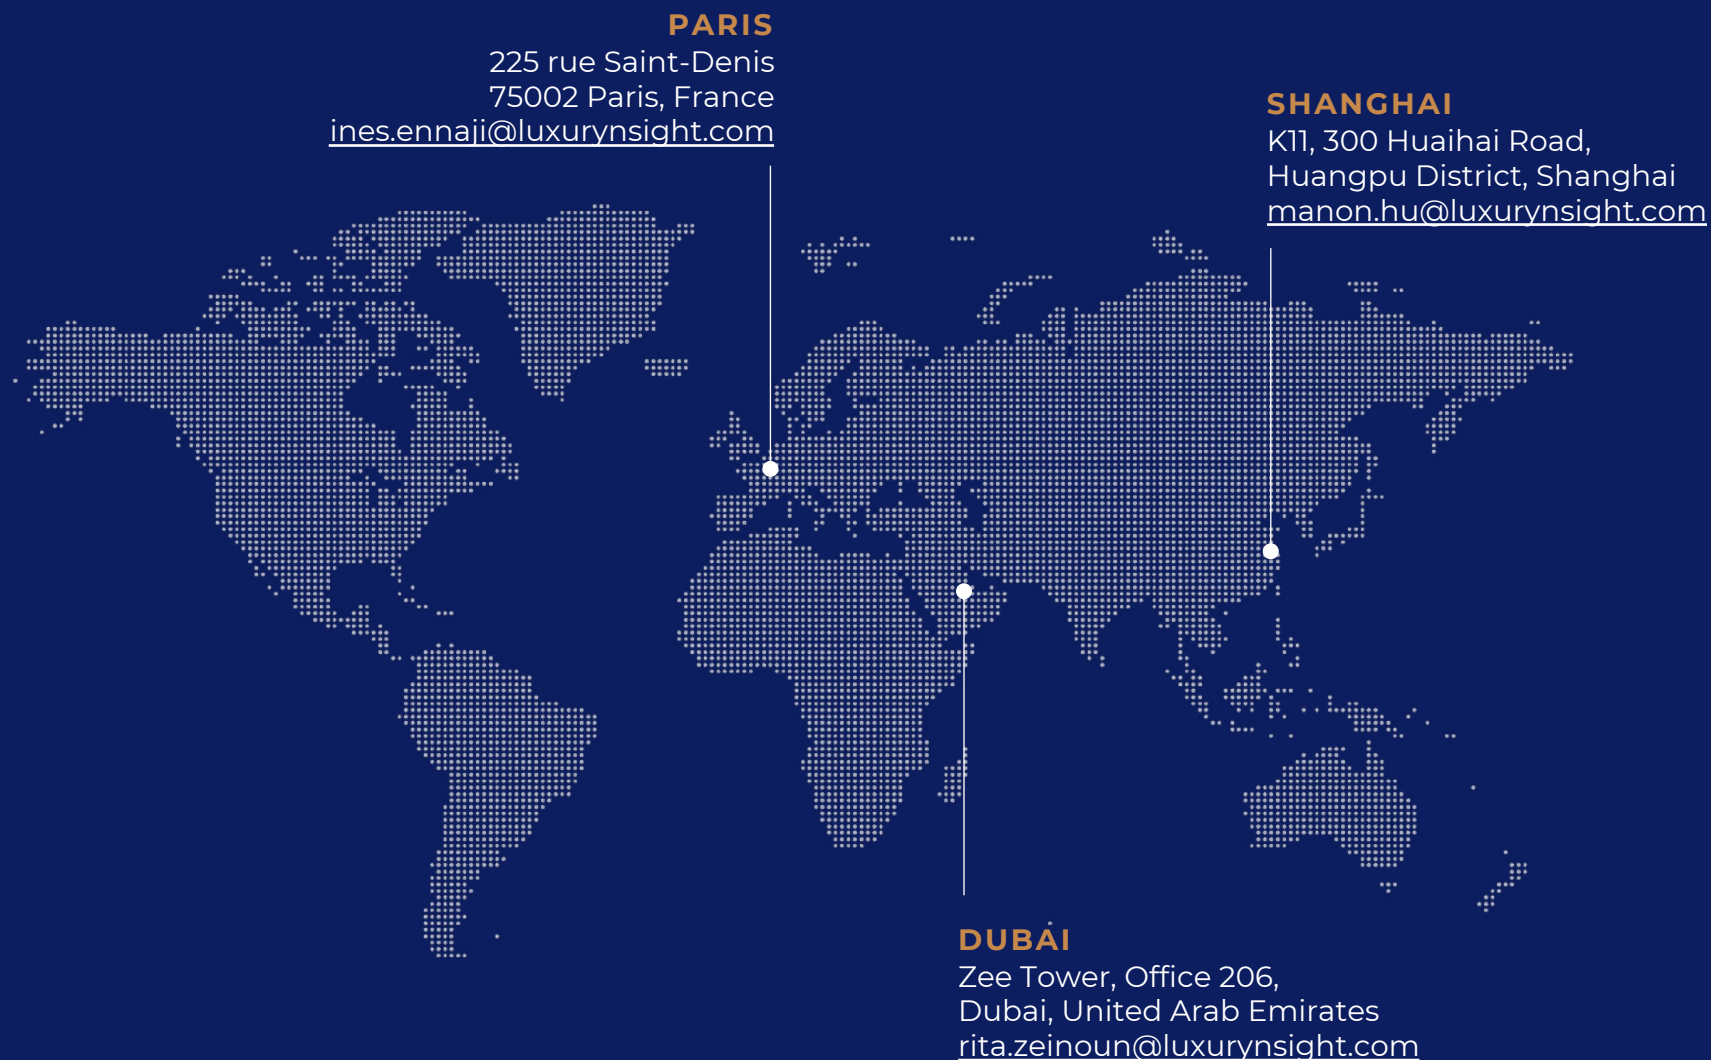 PARIS
225 rue Saint-Denis
75002 Paris, France
ines.ennaji@luxurynsight.com
SHANGHAI
K11, 300 Huaihai Road,
Huangpu District, Shanghai
manon.hu@luxurynsight.com
DUBAI
Zee Tower, Office 206,
Dubai, United Arab Emirates
rita.zeinoun@luxurynsight.com